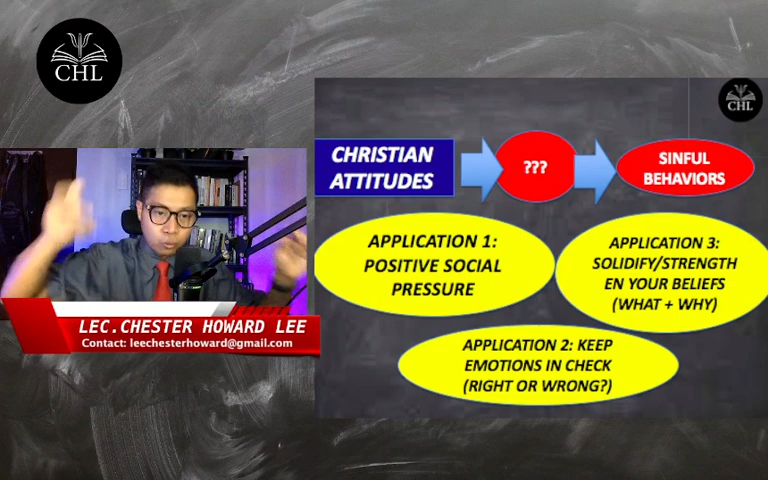 CHL
CHL
CHRISTIAN
ATTITUDES
???
SINFUL
BEHAVIORS
APPLICATION 1:
POSITIVE SOCIAL
PRESSURE
APPLICATION 3:
SOLIDIFY/STRENGTH
EN YOUR BELIEFS
(WHAT + WHY)
APPLICATION 2: KEEP
EMOTIONS IN CHECK
(RIGHT OR WRONG?)
LEC.CHESTER HOWARD LEE
Contact: leechesterhoward@gmail.com